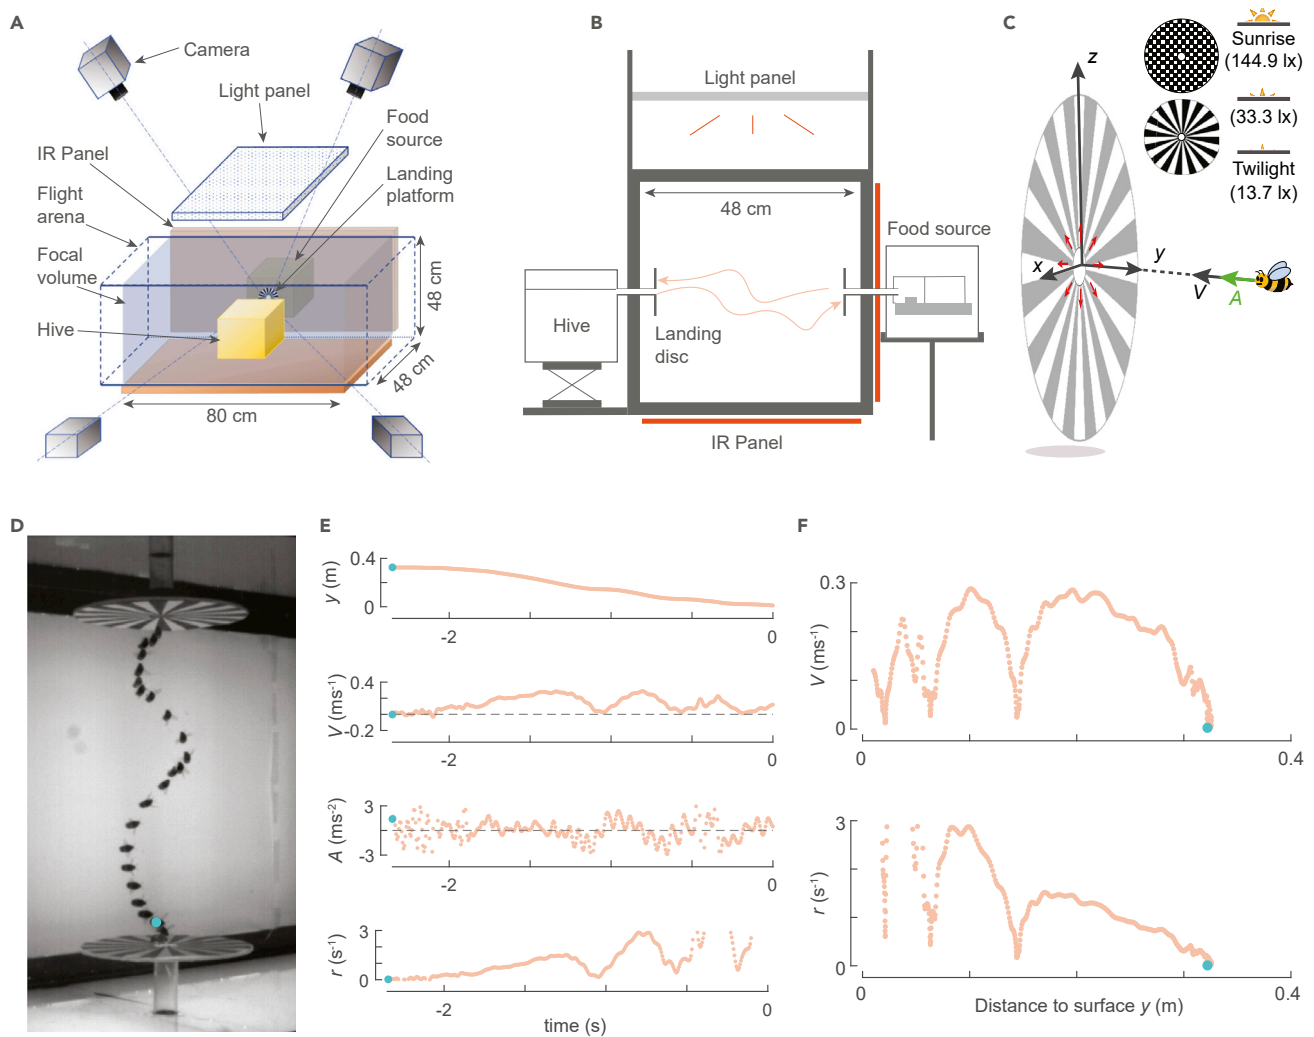 A
Camera
Light panel
Food
source
IR Panel
Landing
platform
Flight
arena
Focal
volume
Hive
48 cm
48 cm
80 cm
B
Light panel
48 cm
Food source
Hive
Landing
disc
IR Panel
C
z
x
y
V
A
Sunrise
(144.9 lx)
(33.3 lx)
Twilight
(13.7 lx)
D
E
y (m)
0.4
0
-2
0
V (ms⁻¹)
0.4
-0.2
-2
0
A (ms⁻²)
3
-3
-2
0
r (s⁻¹)
3
0
-2
0
time (s)
F
V (ms⁻¹)
0.3
0
0
0.4
r (s⁻¹)
3
0
0
0.4
Distance to surface y (m)